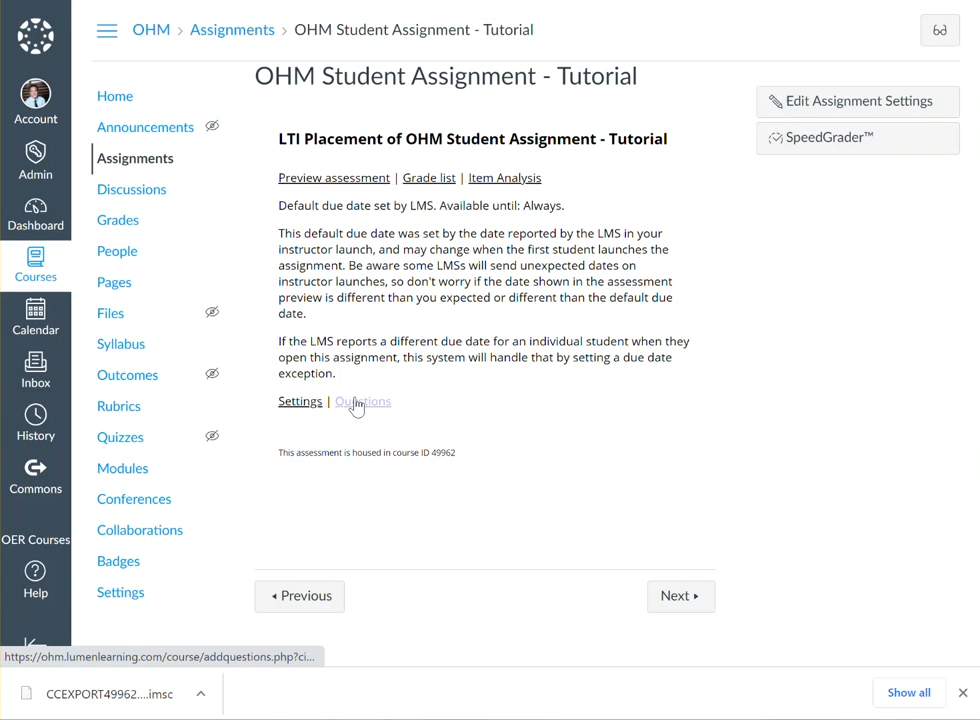 OHM > Assignments > OHM Student Assignment - Tutorial
Account
Admin
Dashboard
Courses
Calendar
Inbox
History
Commons
OER Courses
Help
Home
Announcements
Assignments
Discussions
Grades
People
Pages
Files
Syllabus
Outcomes
Rubrics
Quizzes
Modules
Conferences
Collaborations
Badges
Settings
OHM Student Assignment - Tutorial
LTI Placement of OHM Student Assignment - Tutorial
Preview assessment | Grade list | Item Analysis
Default due date set by LMS. Available until: Always.
This default due date was set by the date reported by the LMS in your
instructor launch, and may change when the first student launches the
assignment. Be aware some LMSs will send unexpected dates on
instructor launches, so don't worry if the date shown in the assessment
preview is different than you expected or different than the default due
date.
If the LMS reports a different due date for an individual student when they
open this assignment, this system will handle that by setting a due date
exception.
Settings | Questions
This assessment is housed in course ID 49962
Previous
Next
Edit Assignment Settings
SpeedGrader™
https://ohm.lumenlearning.com/course/addquestions.php?ci...
CCEXPORT49962....imsc
Show all